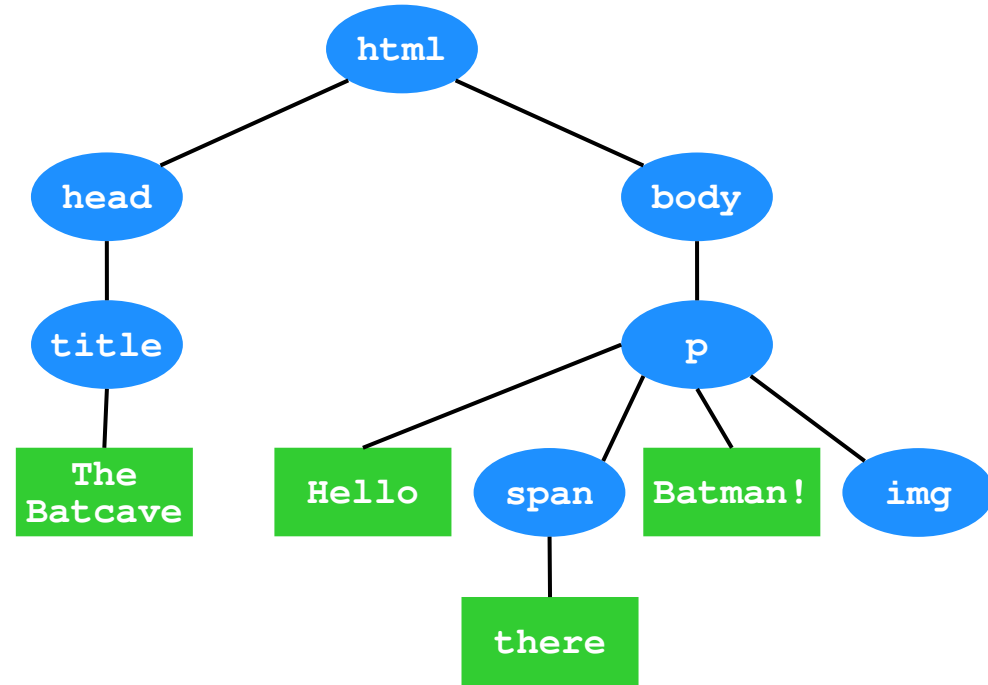 html
head
body
title
p
The
Batcave
Hello
span
Batman!
img
there